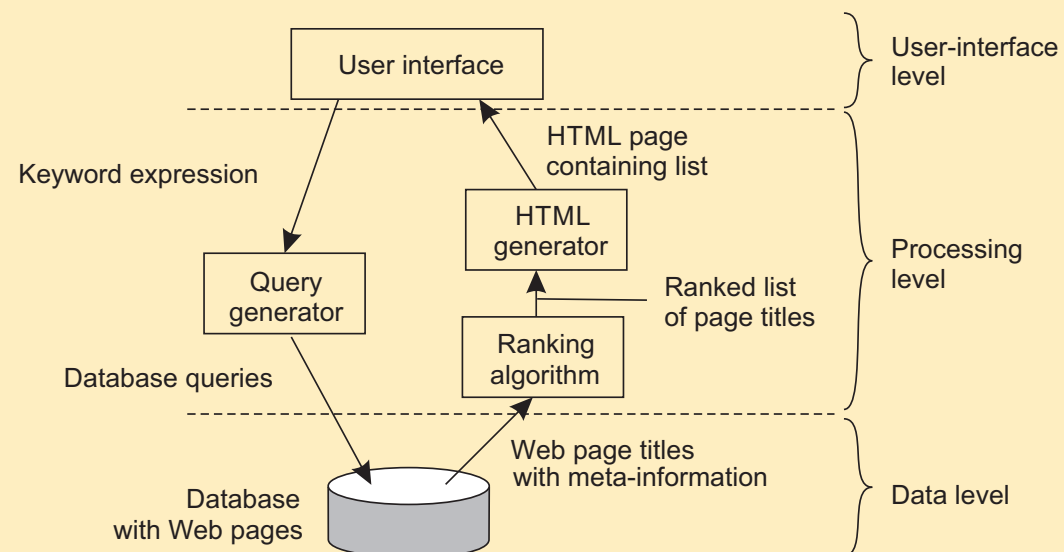 User interface
User-interface
level
HTML page
containing list
Keyword expression
HTML
generator
Processing
level
Query
generator
Ranked list
of page titles
Ranking
algorithm
Database queries
Web page titles
with meta-information
Database
with Web pages
Data level